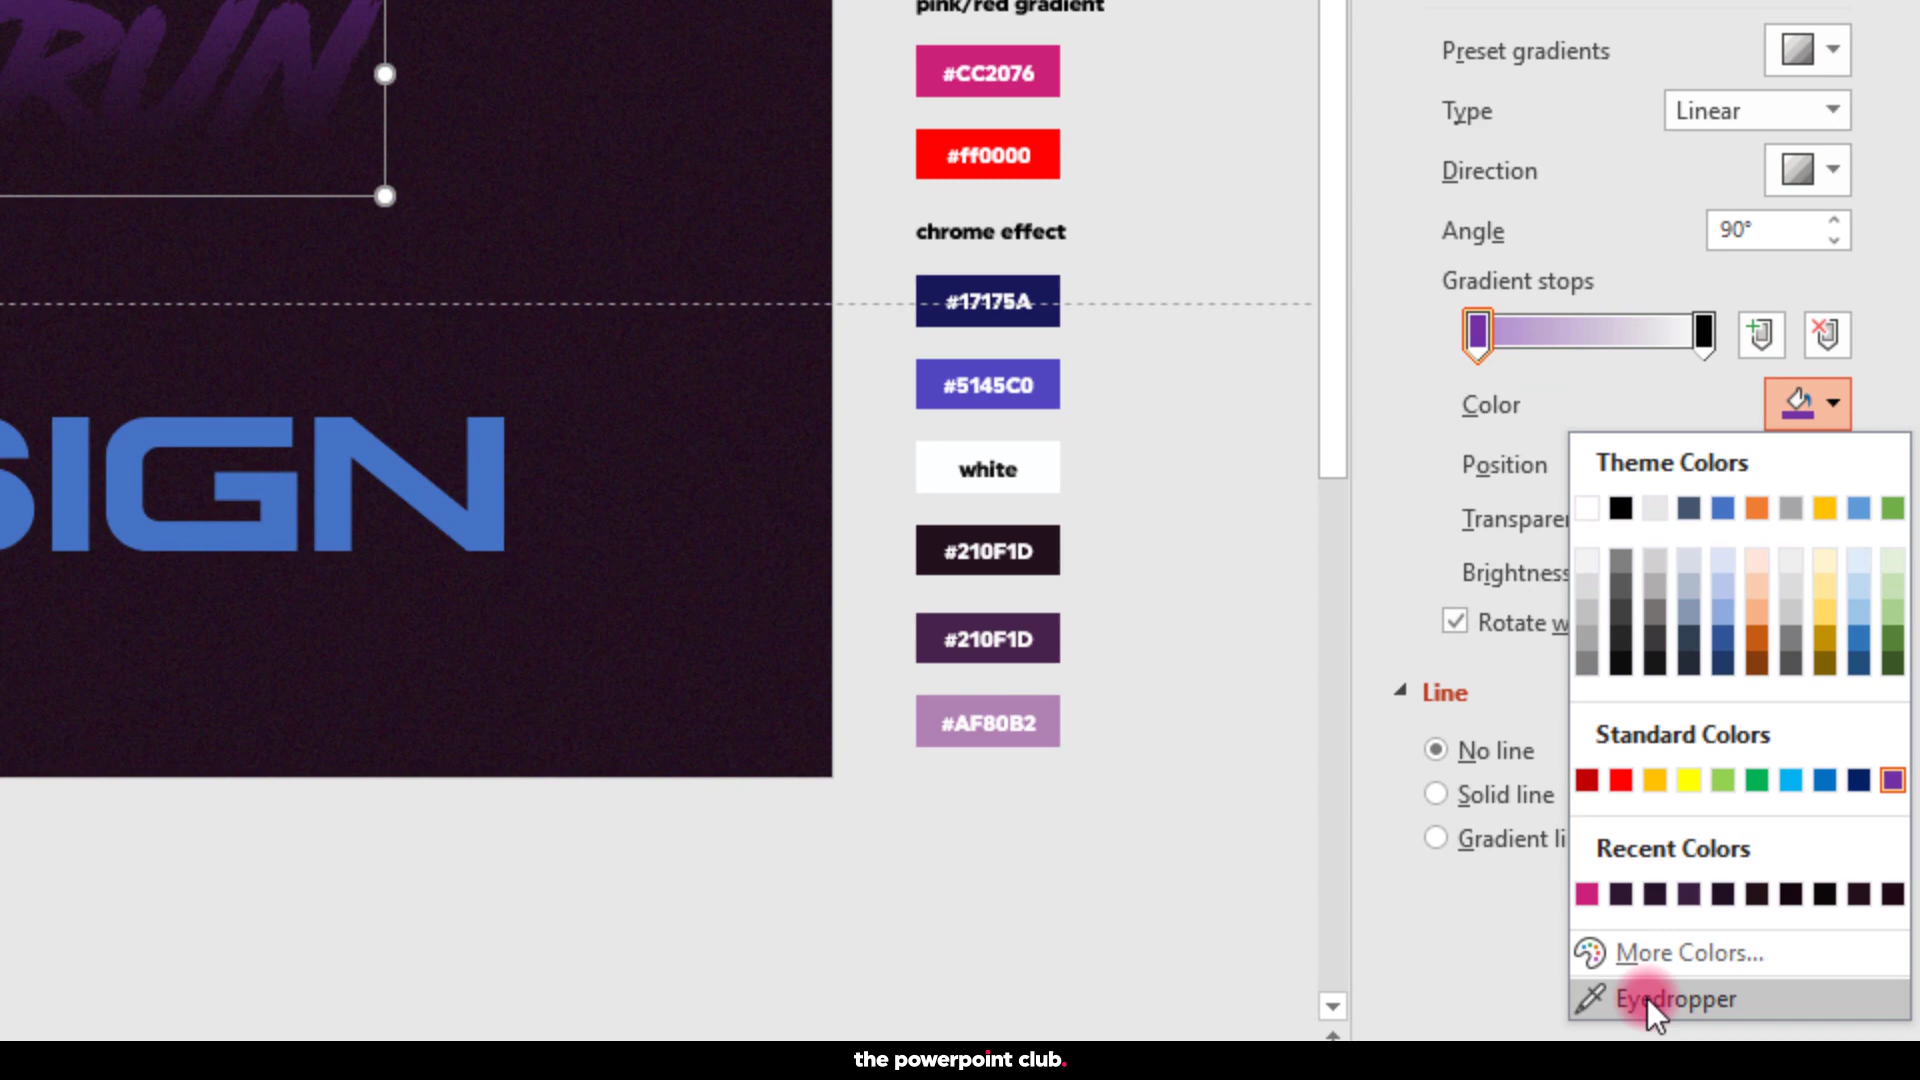 RUN
SIGN
pink/red gradient
#CC2076
#ff0000
chrome effect
#17175A
#5145C0
white
#210F1D
#210F1D
#AF80B2
Preset gradients
Type
Linear
Direction
Angle
90°
Gradient stops
Color
Position
Transparen
Brightness
Rotate w
Line
No line
Solid line
Gradient li
Theme Colors
Standard Colors
Recent Colors
More Colors...
Eyedropper
the powerpoint club.